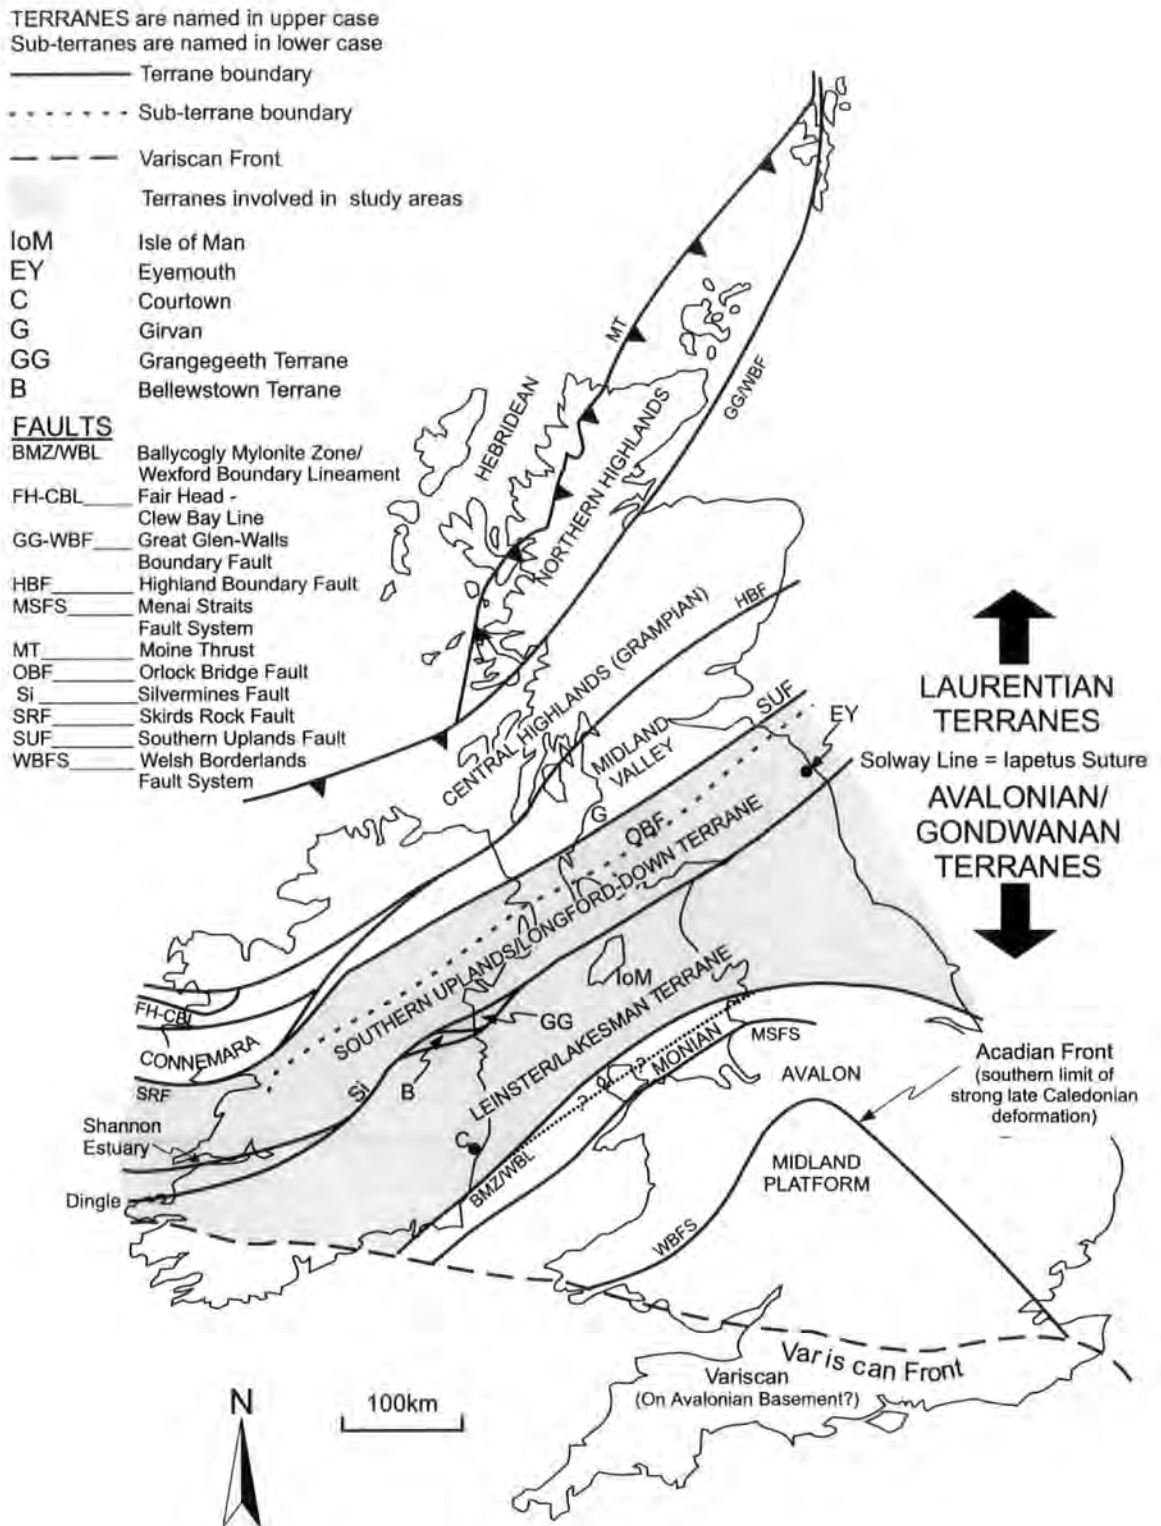 TERRANES are named in upper case
Sub-terranes are named in lower case
Terrane boundary
Sub-terrane boundary
Variscan Front
Terranes involved in study areas
IoM Isle of Man
EY Eyemouth
C Courtown
G Girvan
GG Grangegeeth Terrane
B Bellewstown Terrane
FAULTS
BMZ/WBL Ballycogly Mylonite Zone/
Wexford Boundary Lineament
FH-CBL Fair Head -
Clew Bay Line
GG-WBF Great Glen-Walls
Boundary Fault
HBF Highland Boundary Fault
MSFS Menai Straits
Fault System
MT Moine Thrust
OBF Orlock Bridge Fault
Si Silvermines Fault
SRF Skirds Rock Fault
SUF Southern Uplands Fault
WBFS Welsh Borderlands
Fault System
MT
GG/WBF
HEBRIDEAN
NORTHERN HIGHLANDS
HBF
CENTRAL HIGHLANDS (GRAMPIAN)
SUF
EY
MIDLAND
VALLEY
G
OBF
LAURENTIAN
TERRANES
Solway Line = Iapetus Suture
AVALONIAN/
GONDWANAN
TERRANES
SOUTHERN UPLANDS/LONGFORD-DOWN TERRANE
IoM
LEINSTER/LAKESMAN TERRANE
FH-CBL
GG
CONNEMARA
SRF
Si
B
MONIAN
MSFS
?
?
AVALON
Acadian Front
(southern limit of
strong late Caledonian
deformation)
Shannon
Estuary
C
BMZ/WBL
MIDLAND
PLATFORM
Dingle
WBFS
Variscan Front
Variscan
(On Avalonian Basement?)
N
100km